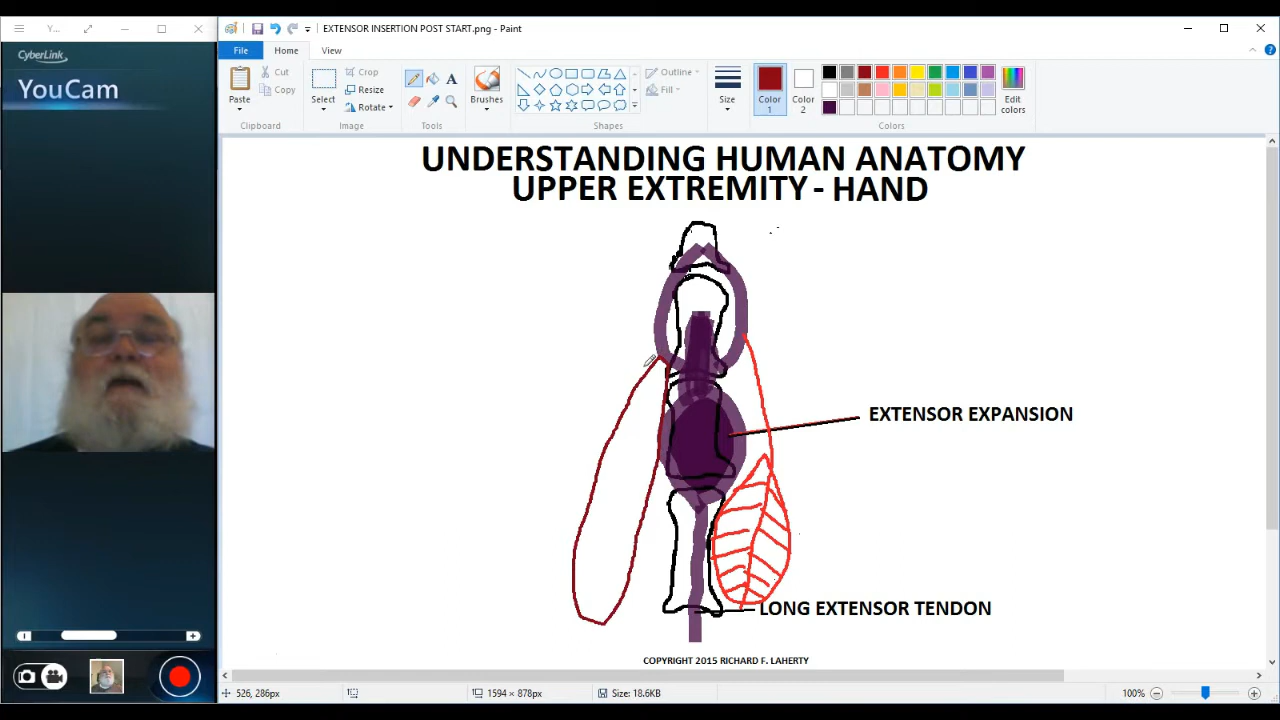 CyberLink
Y...
YouCam
EXTENSOR INSERTION POST START.png - Paint
File
Home
View
Paste
Cut
Copy
Clipboard
Select
Crop
Resize
Rotate
Image
A
Tools
Brushes
Shapes
Outline
Fill
Size
Color
1
Color
2
Edit
colors
Colors
UNDERSTANDING HUMAN ANATOMY
UPPER EXTREMITY - HAND
EXTENSOR EXPANSION
LONG EXTENSOR TENDON
COPYRIGHT 2015 RICHARD F. LAHERTY
526, 286px
1594 × 878px
Size: 18.6KB
100%